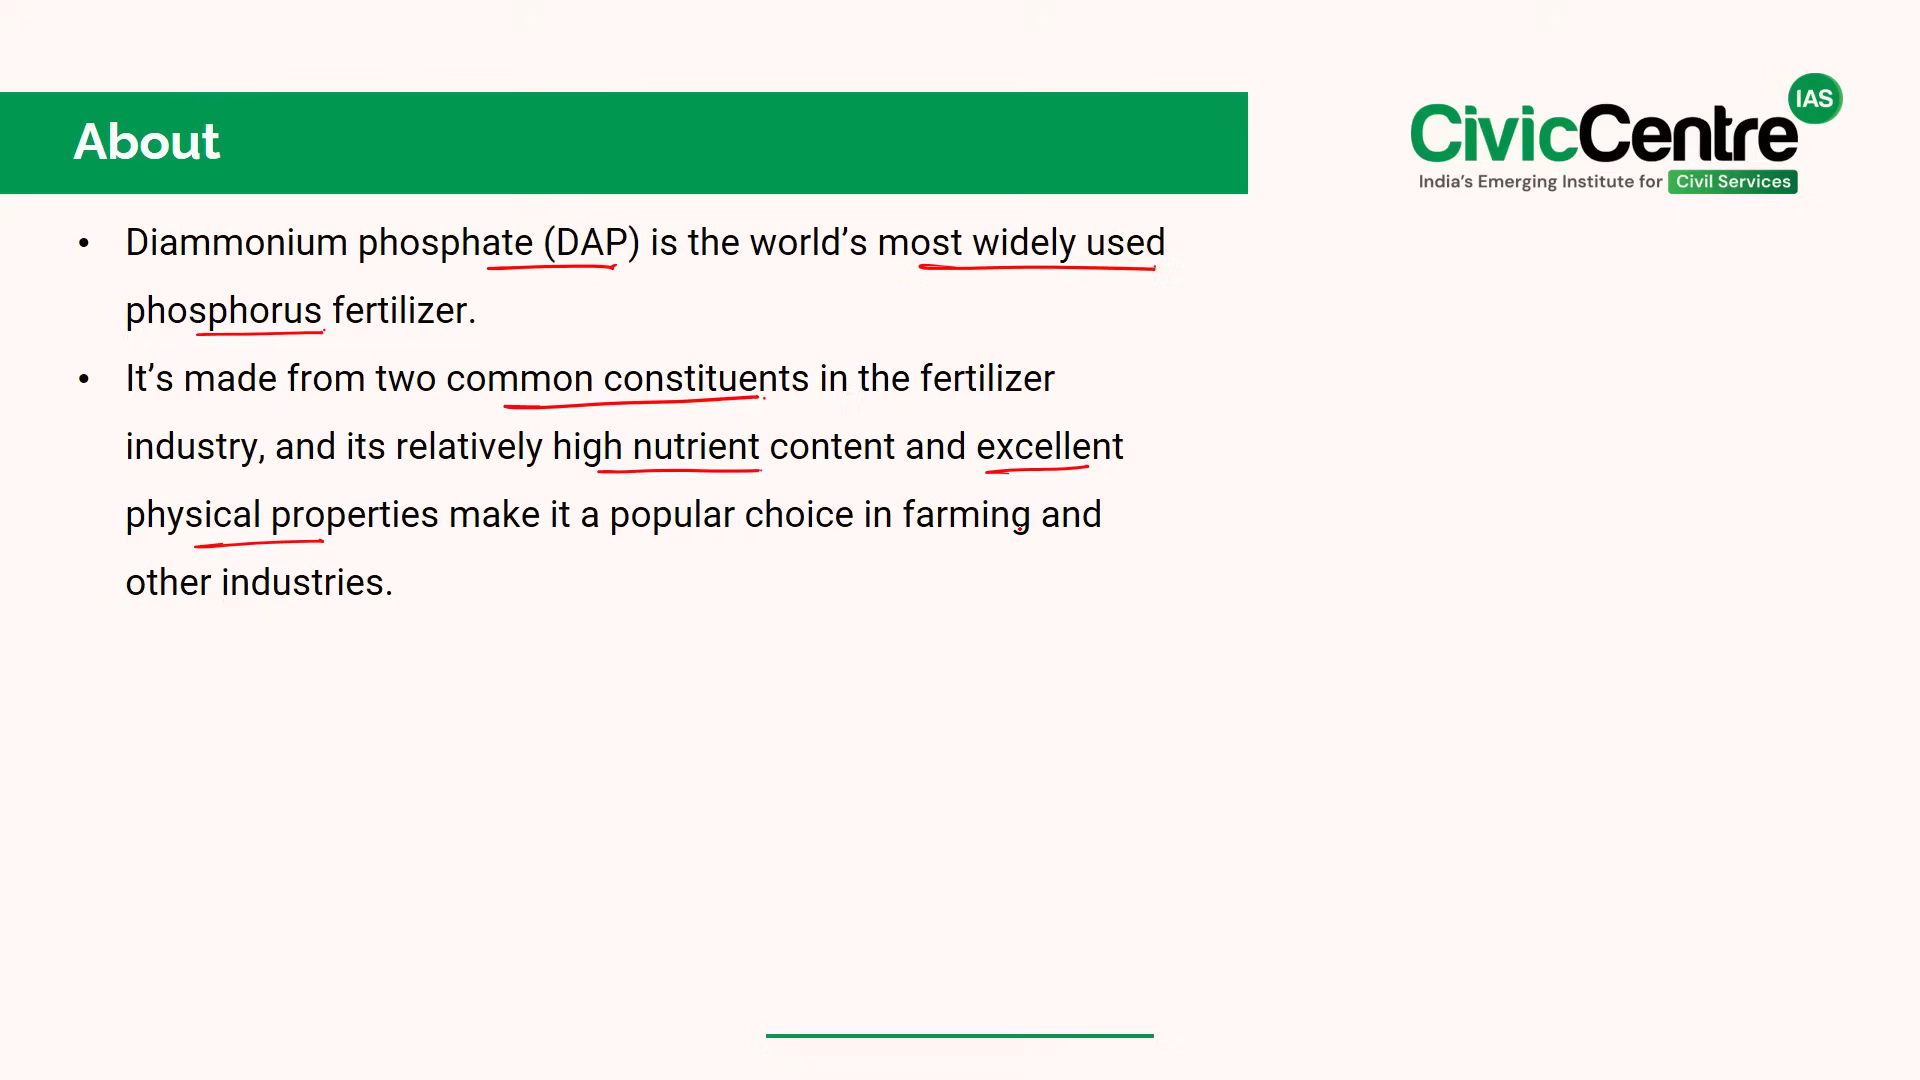 About
IAS
CivicCentre
India's Emerging Institute for Civil Services
• Diammonium phosphate (DAP) is the world’s most widely used
phosphorus fertilizer.
• It’s made from two common constituents in the fertilizer
industry, and its relatively high nutrient content and excellent
physical properties make it a popular choice in farming and
other industries.